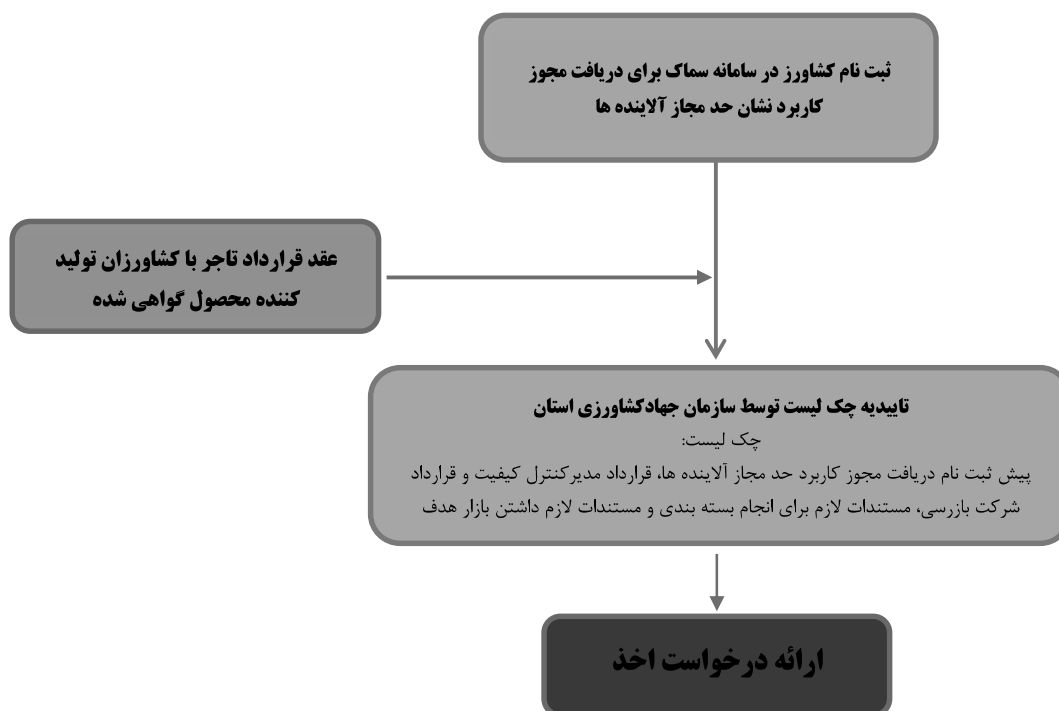 ثبت نام کشاورز در سامانه سماک برای دریافت مجوز
کاربرد نشان حد مجاز آلاینده ها
عقد قرارداد تاجر با کشاورزان تولید
کننده محصول گواهی شده
تاییدیه چک لیست توسط سازمان جهادکشاورزی استان
چک لیست:
پیش ثبت نام دریافت مجوز کاربرد حد مجاز آلاینده ها، قرارداد مدیرکنترل کیفیت و قرارداد
شرکت بازرسی، مستندات لازم برای انجام بسته بندی و مستندات لازم داشتن بازار هدف
ارائه درخواست اخذ